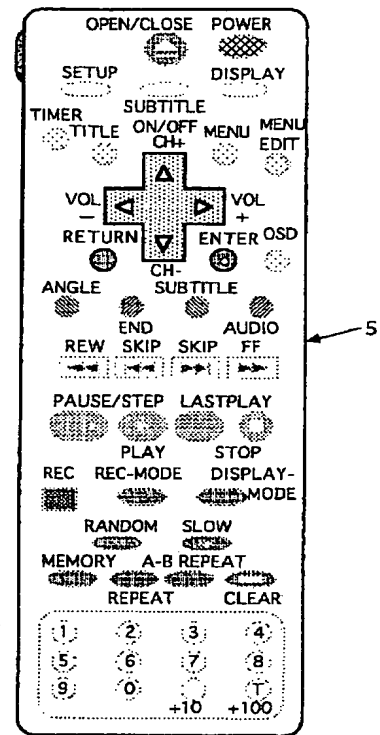 OPEN/CLOSE POWER
SETUP DISPLAY
SUBTITLE
TIMER TITLE ON/OFF MENU MENU
EDIT
CH+
VOL - VOL +
RETURN ENTER OSD
CH-
ANGLE SUBTITLE
END AUDIO
REW SKIP SKIP FF
5
PAUSE/STEP LASTPLAY
PLAY STOP
REC REC-MODE DISPLAY-
MODE
RANDOM SLOW
MEMORY A-B REPEAT
REPEAT CLEAR
1 2 3 4
5 6 7 8
9 0 T
+10 +100